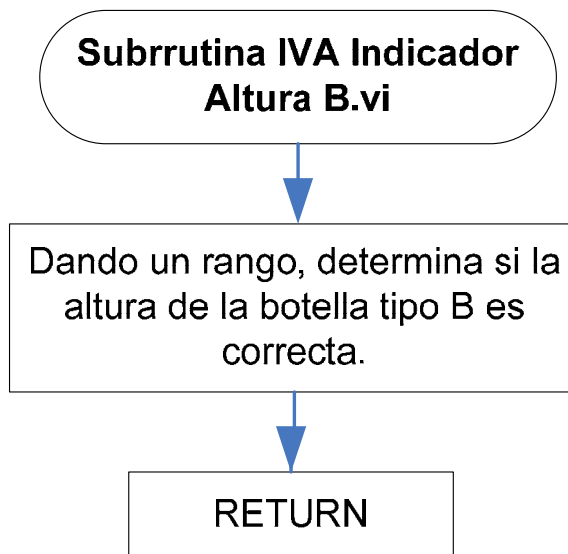 Subrrutina IVA Indicador
Altura B.vi
Dando un rango, determina si la
altura de la botella tipo B es
correcta.
RETURN